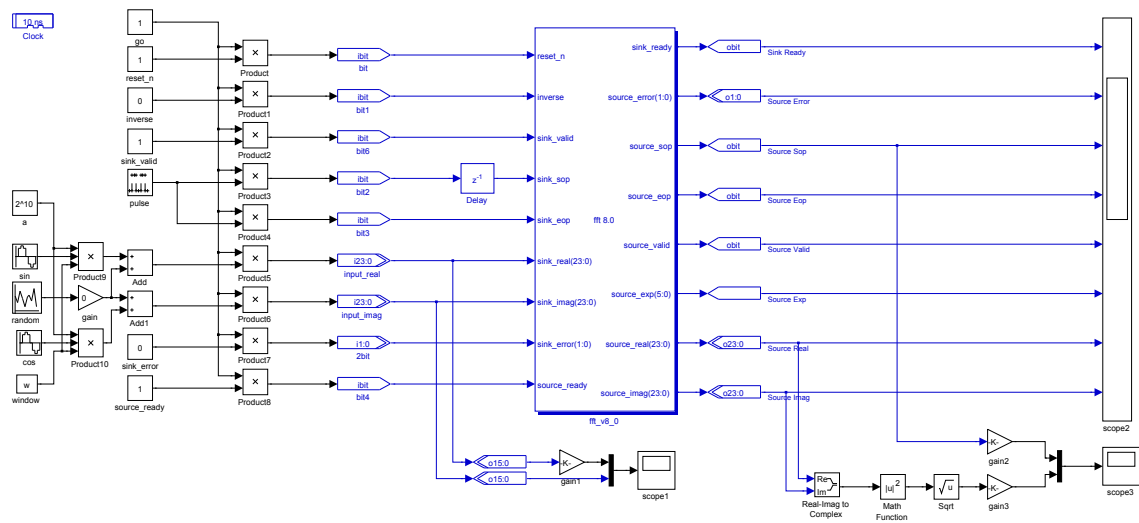 10 ns
Clock
1
go
1
reset_n
0
inverse
1
sink_valid
pulse
2^10
a
sin
random
cos
w
window
×
Product9
0
gain
×
Product10
+
+
Add
+
+
Add1
0
sink_error
1
source_ready
×
Product
×
Product1
×
Product2
×
Product3
×
Product4
×
Product5
×
Product6
×
Product7
×
Product8
ibit
bit
ibit
bit1
ibit
bit6
ibit
bit2
ibit
bit3
i23:0
input_real
i23:0
input_imag
i1:0
2bit
ibit
bit4
z-1
Delay
reset_n
inverse
sink_valid
sink_sop
sink_eop
sink_real(23:0)
sink_imag(23:0)
sink_error(1:0)
source_ready
fft 8.0
sink_ready
source_error(1:0)
source_sop
source_eop
source_valid
source_exp(5:0)
source_real(23:0)
source_imag(23:0)
fft_v8_0
obit
Sink Ready
o1:0
Source Error
obit
Source Sop
obit
Source Eop
obit
Source Valid
Source Exp
o23:0
Source Real
o23:0
Source Imag
scope2
o15:0
o15:0
-K-
gain1
scope1
Re
Im
Real-Imag to
Complex
|u|2
Math
Function
√u
Sqrt
-K-
gain2
-K-
gain3
scope3